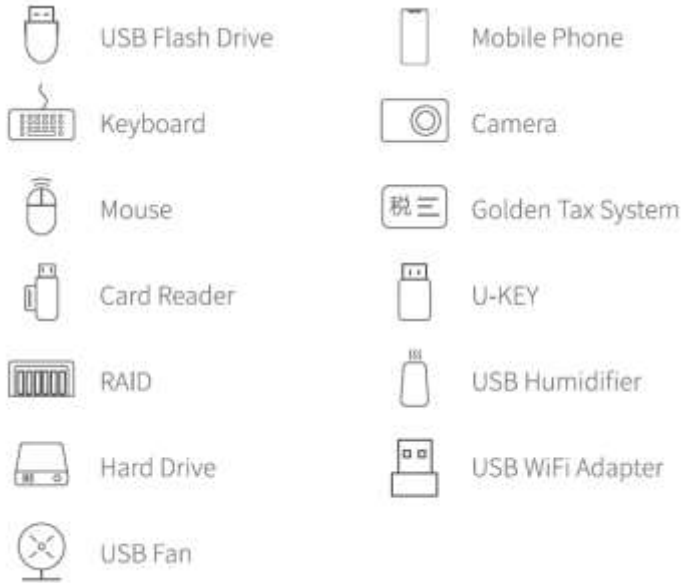 USB Flash Drive
Mobile Phone
Keyboard
Camera
Mouse
税三
Golden Tax System
Card Reader
U-KEY
RAID
USB Humidifier
Hard Drive
USB WiFi Adapter
USB Fan